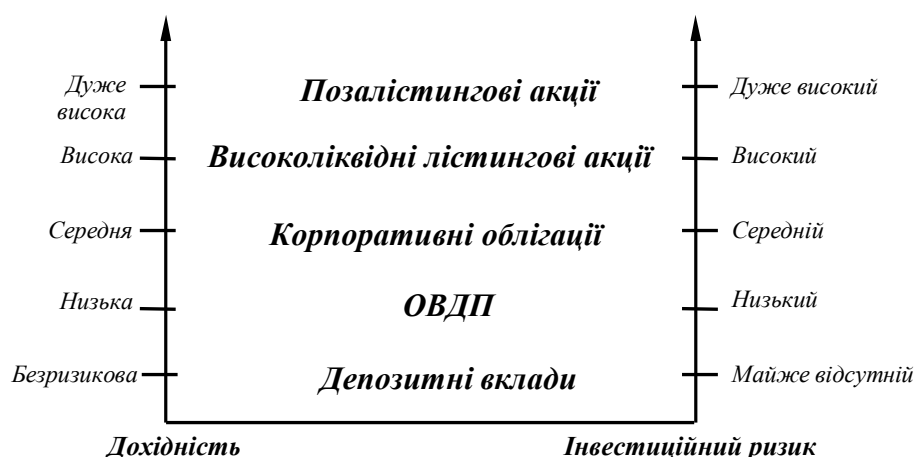 Дуже
висока
Позалістингові акції
Дуже високий
Висока
Високоліквідні лістингові акції
Високий
Середня
Корпоративні облігації
Середній
Низька
ОВДП
Низький
Безризикова
Депозитні вклади
Майже відсутній
Дохідність
Інвестиційний ризик